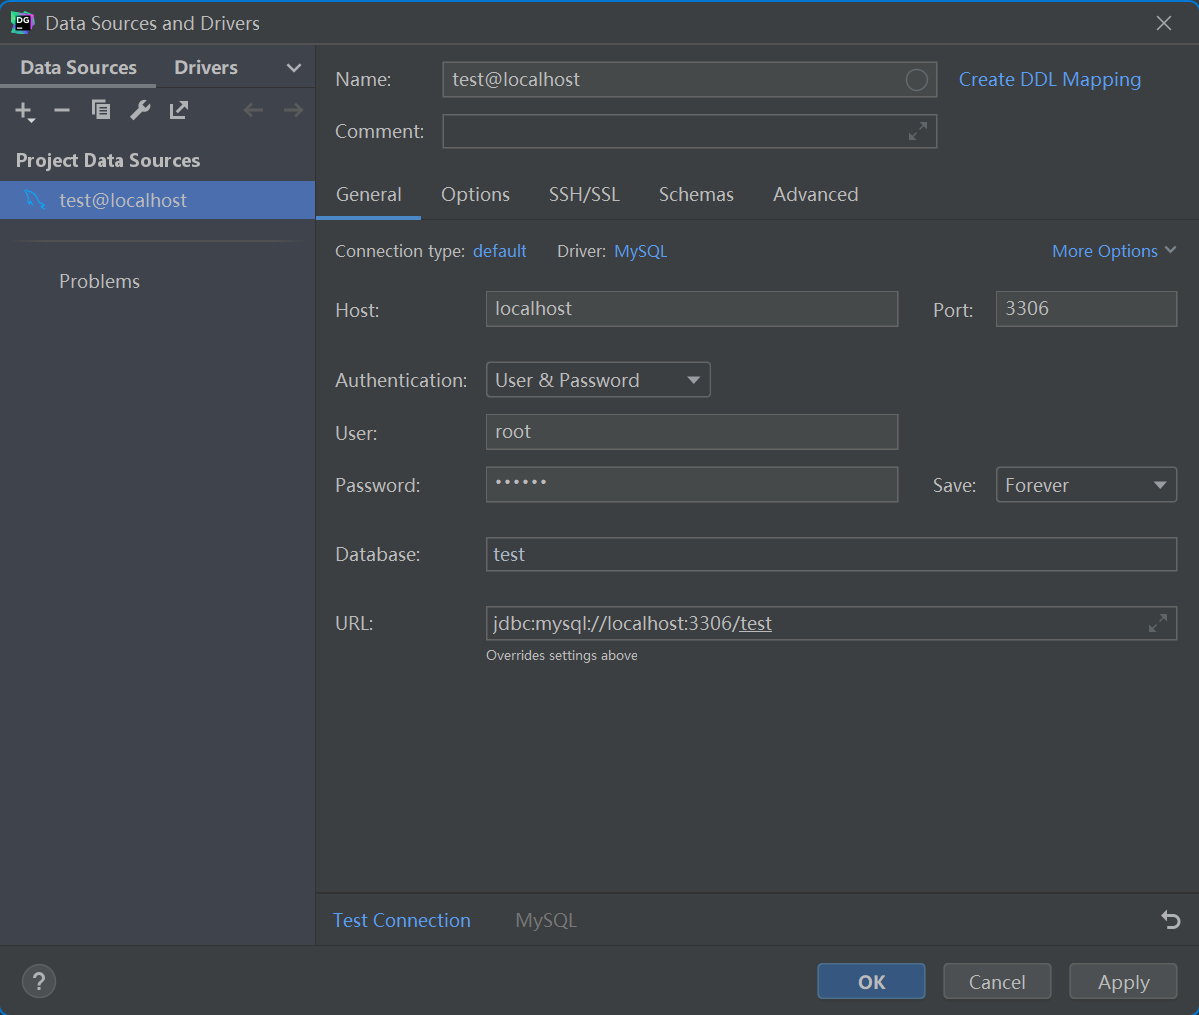 DG
Data Sources and Drivers
Data Sources Drivers
Name: test@localhost Create DDL Mapping
Comment:
Project Data Sources
test@localhost
Problems
General Options SSH/SSL Schemas Advanced
Connection type: default Driver: MySQL More Options
Host: localhost Port: 3306
Authentication: User & Password
User: root
Password: •••••• Save: Forever
Database: test
URL: jdbc:mysql://localhost:3306/test
Overrides settings above
Test Connection MySQL
? OK Cancel Apply